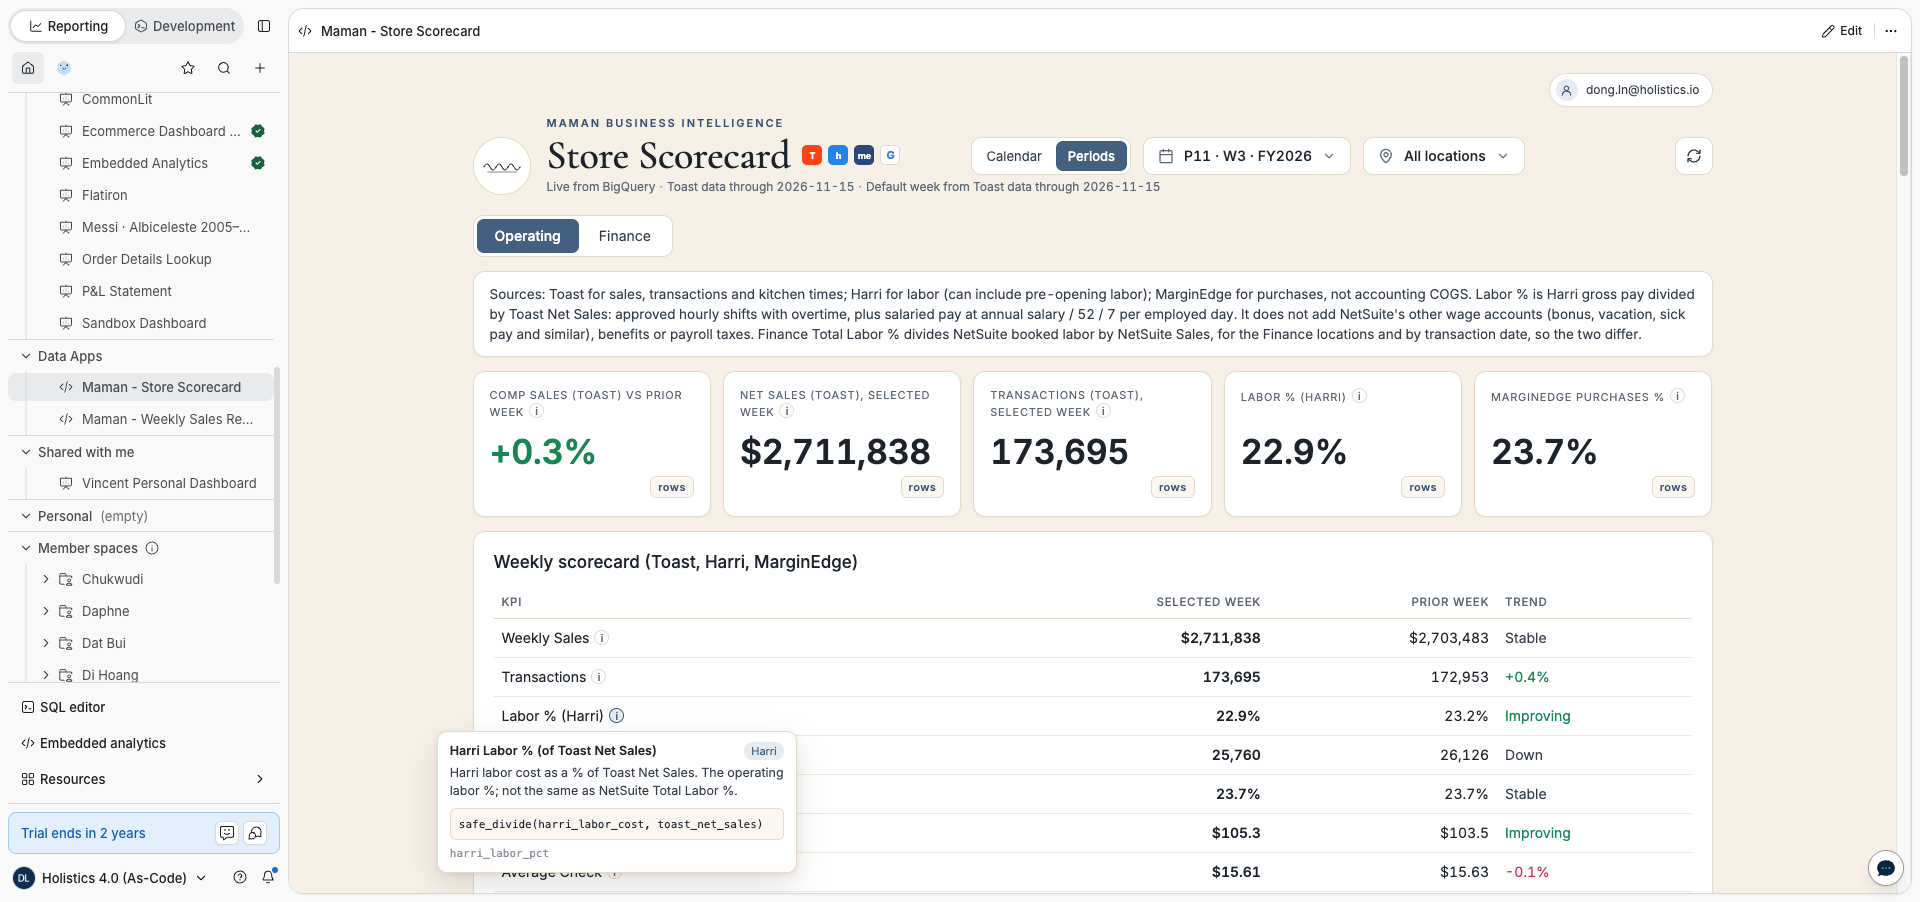 Reporting
Development
CommonLit
Ecommerce Dashboard ...
Embedded Analytics
Flatiron
Messi · Albiceleste 2005–...
Order Details Lookup
P&L Statement
Sandbox Dashboard
Data Apps
Maman - Store Scorecard
Maman - Weekly Sales Re...
Shared with me
Vincent Personal Dashboard
Personal (empty)
Member spaces
Chukwudi
Daphne
Dat Bui
Di Hoang
SQL editor
Embedded analytics
Resources
Trial ends in 2 years
DL Holistics 4.0 (As-Code)
Maman - Store Scorecard
Edit
dong.ln@holistics.io
MAMAN BUSINESS INTELLIGENCE
Store Scorecard
T h me G
Calendar Periods
P11 · W3 · FY2026
All locations
Live from BigQuery · Toast data through 2026-11-15 · Default week from Toast data through 2026-11-15
Operating Finance
Sources: Toast for sales, transactions and kitchen times; Harri for labor (can include pre-opening labor); MarginEdge for purchases, not accounting COGS. Labor % is Harri gross pay divided
by Toast Net Sales: approved hourly shifts with overtime, plus salaried pay at annual salary / 52 / 7 per employed day. It does not add NetSuite's other wage accounts (bonus, vacation, sick
pay and similar), benefits or payroll taxes. Finance Total Labor % divides NetSuite booked labor by NetSuite Sales, for the Finance locations and by transaction date, so the two differ.
COMP SALES (TOAST) VS PRIOR
WEEK i
+0.3%
rows
NET SALES (TOAST), SELECTED
WEEK i
$2,711,838
rows
TRANSACTIONS (TOAST),
SELECTED WEEK i
173,695
rows
LABOR % (HARRI) i
22.9%
rows
MARGINEDGE PURCHASES % i
23.7%
rows
Weekly scorecard (Toast, Harri, MarginEdge)
KPI SELECTED WEEK PRIOR WEEK TREND
Weekly Sales i $2,711,838 $2,703,483 Stable
Transactions i 173,695 172,953 +0.4%
Labor % (Harri) i 22.9% 23.2% Improving
25,760 26,126 Down
23.7% 23.7% Stable
$105.3 $103.5 Improving
Average Check i $15.61 $15.63 -0.1%
Harri Labor % (of Toast Net Sales) Harri
Harri labor cost as a % of Toast Net Sales. The operating
labor %; not the same as NetSuite Total Labor %.
safe_divide(harri_labor_cost, toast_net_sales)
harri_labor_pct